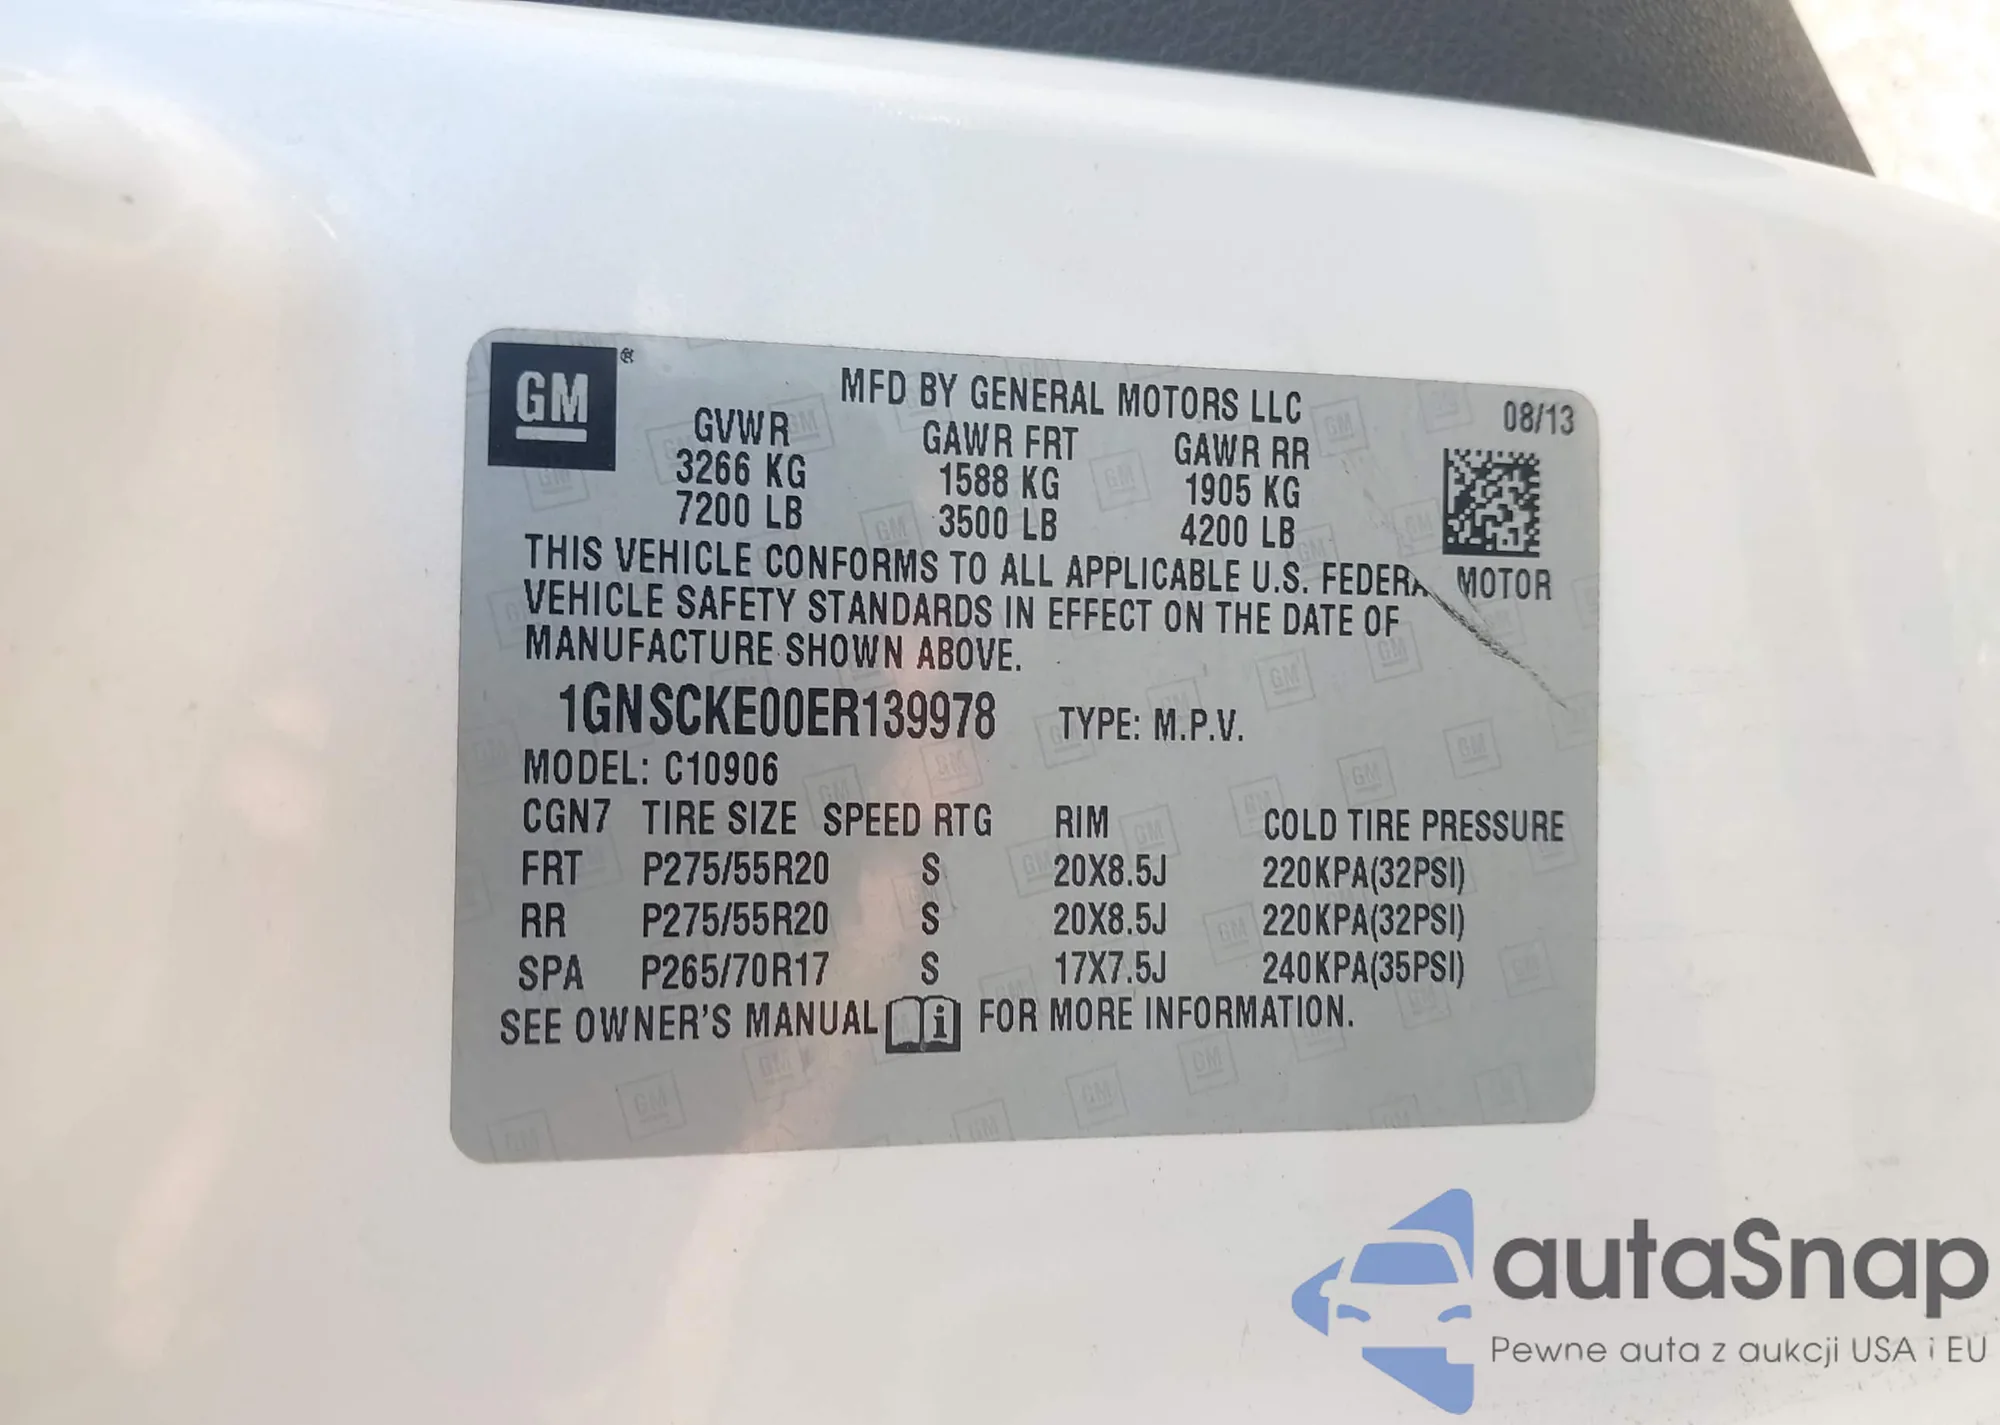 GM
MFD BY GENERAL MOTORS LLC
08/13
GVWR GAWR FRT GAWR RR
3266 KG 1588 KG 1905 KG
7200 LB 3500 LB 4200 LB
THIS VEHICLE CONFORMS TO ALL APPLICABLE U.S. FEDERA MOTOR
VEHICLE SAFETY STANDARDS IN EFFECT ON THE DATE OF
MANUFACTURE SHOWN ABOVE.
1GNSCKE00ER139978 TYPE: M.P.V.
MODEL: C10906
CGN7 TIRE SIZE SPEED RTG RIM COLD TIRE PRESSURE
FRT P275/55R20 S 20X8.5J 220KPA(32PSI)
RR P275/55R20 S 20X8.5J 220KPA(32PSI)
SPA P265/70R17 S 17X7.5J 240KPA(35PSI)
SEE OWNER'S MANUAL i FOR MORE INFORMATION.
autaSnap
Pewne auta z aukcji USA i EU